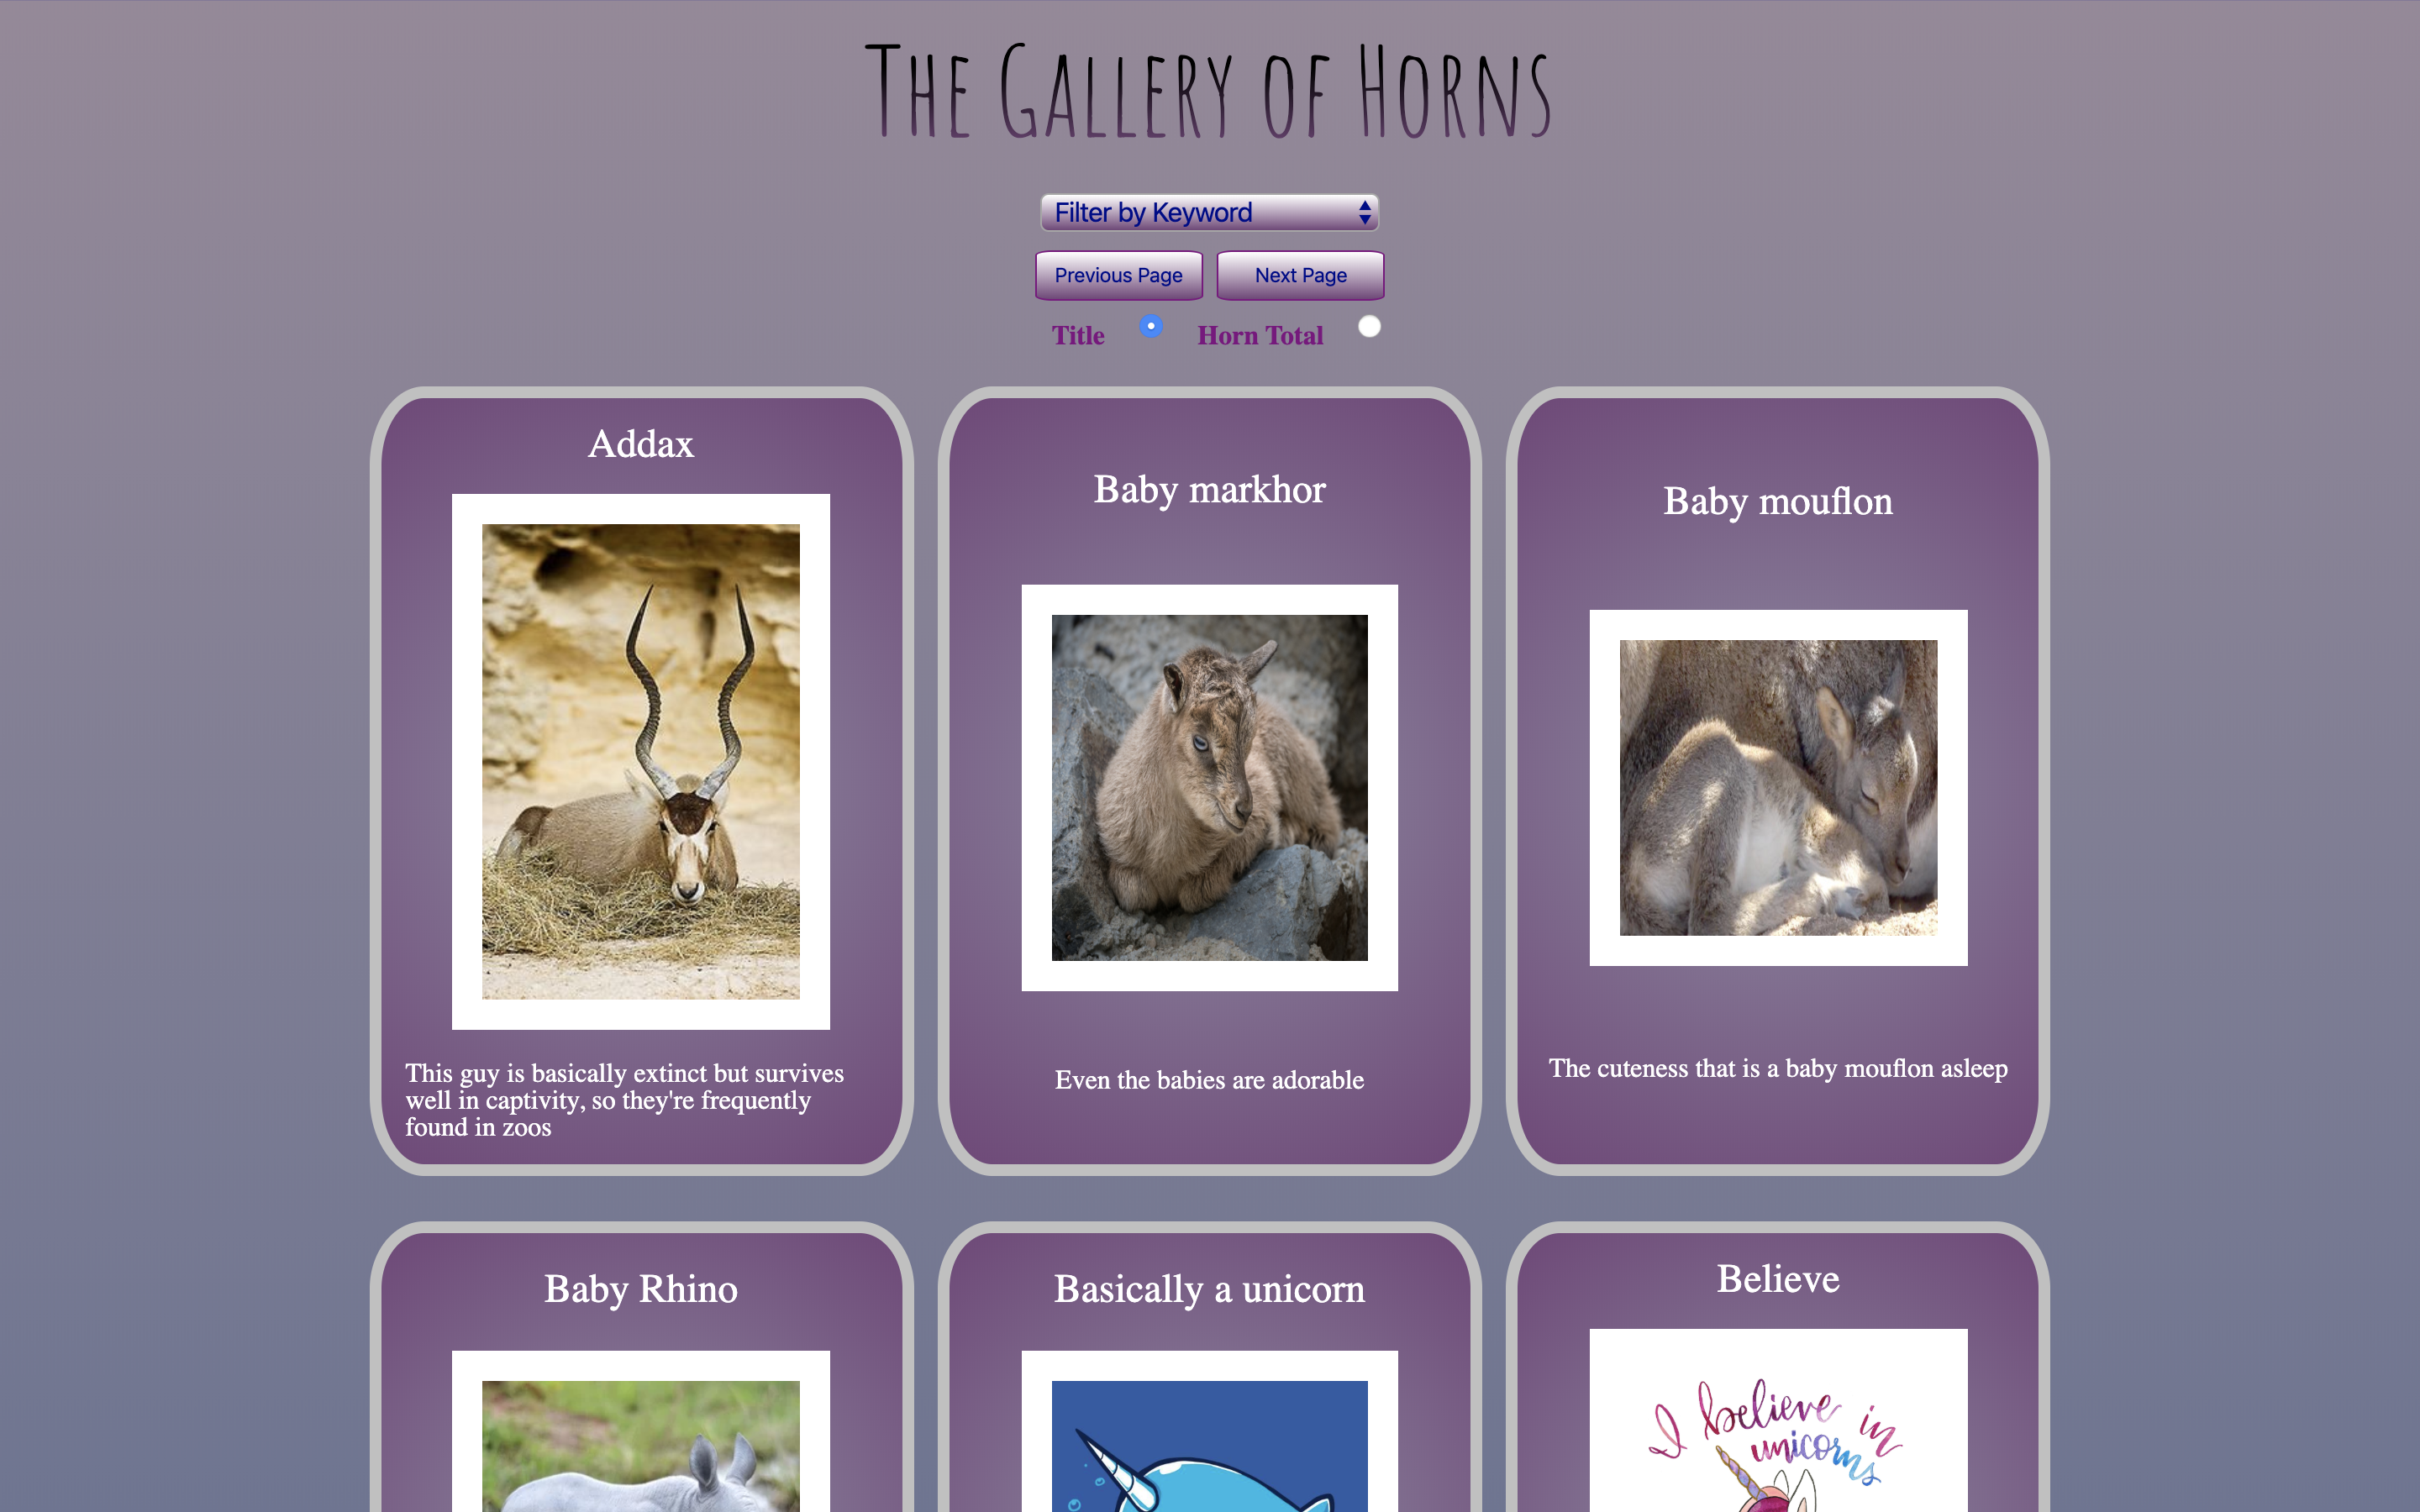 The Gallery of Horns
Filter by Keyword
Previous Page
Next Page
Title
Horn Total
Addax
Baby markhor
Baby mouflon
This guy is basically extinct but survives
well in captivity, so they're frequently
found in zoos
Even the babies are adorable
The cuteness that is a baby mouflon asleep
Baby Rhino
Basically a unicorn
Believe
I believe in
unicorns